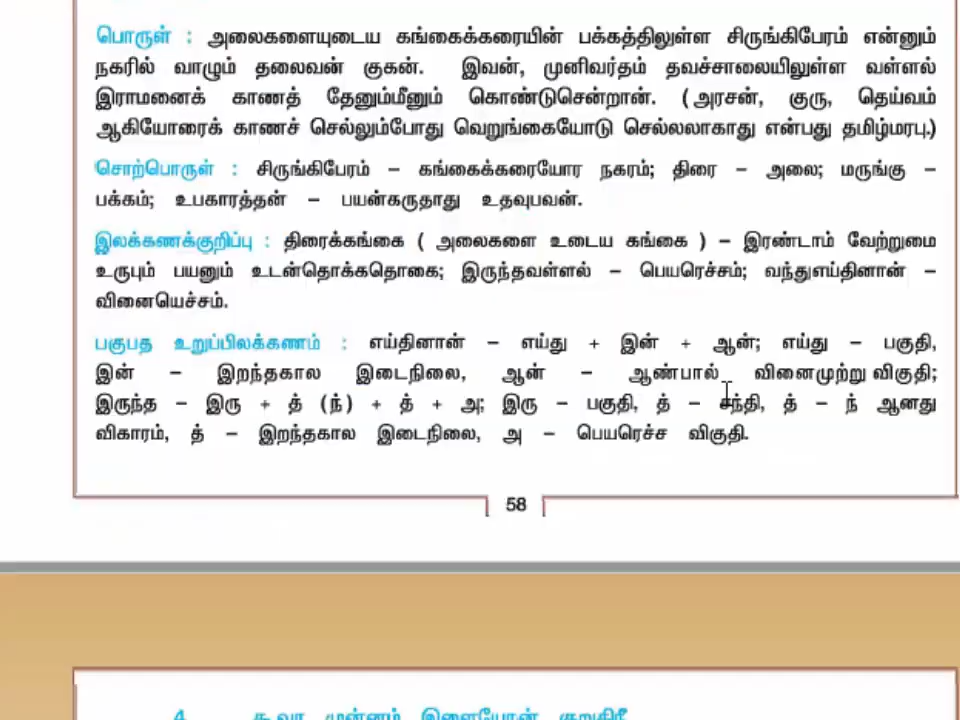 பொருள் : அலைகளையுடைய கங்கைக்கரையின் பக்கத்திலுள்ள சிருங்கிபேரம் என்னும்
நகரில் வாழும் தலைவன் குகன். இவன், முனிவர்தம் தவச்சாலையிலுள்ள வள்ளல்
இராமனைக் காணத் தேனும்மீனும் கொண்டுசென்றான். (அரசன், குரு, தெய்வம்
ஆகியோரைக் காணச் செல்லும்போது வெறுங்கையோடு செல்லலாகாது என்பது தமிழ்மரபு.)
சொற்பொருள் : சிருங்கிபேரம் – கங்கைக்கரையோர நகரம்; திரை – அலை; மருங்கு –
பக்கம்; உபகாரத்தன் – பயன்கருதாது உதவுபவன்.
இலக்கணக்குறிப்பு : திரைக்கங்கை ( அலைகளை உடைய கங்கை ) – இரண்டாம் வேற்றுமை
உருபும் பயனும் உடன்தொக்கதொகை; இருந்தவள்ளல் – பெயரெச்சம்; வந்துஎய்தினான் –
வினையெச்சம்.
பகுபத உறுப்பிலக்கணம் : எய்தினான் – எய்து + இன் + ஆன்; எய்து – பகுதி,
இன் – இறந்தகால இடைநிலை, ஆன் – ஆண்பால் வினைமுற்று விகுதி;
இருந்த – இரு + த் (ந்) + த் + அ; இரு – பகுதி, த் – சந்தி, த் – ந் ஆனது
விகாரம், த் – இறந்தகால இடைநிலை, அ – பெயரெச்ச விகுதி.
58
4 கூவா முன்னம் இளையோன் குறுகிநீ